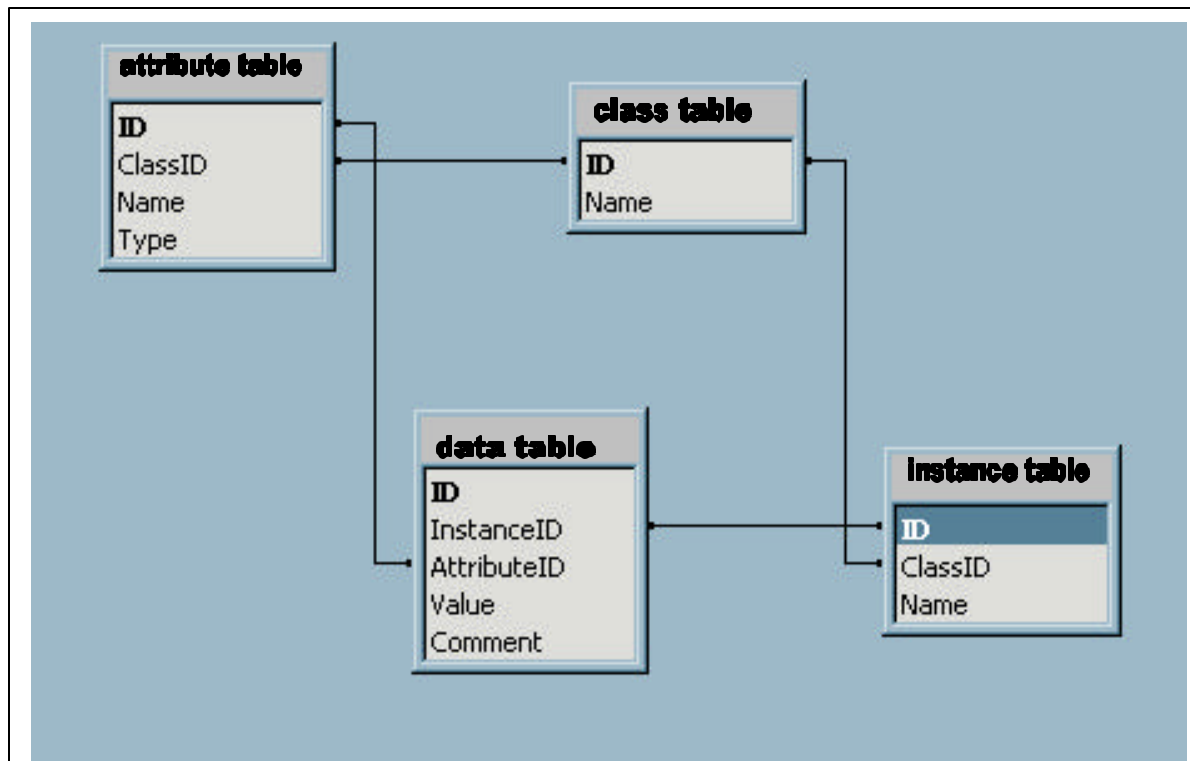 attribute table
ID
ClassID
Name
Type
class table
ID
Name
data table
ID
InstanceID
AttributeID
Value
Comment
instance table
ID
ClassID
Name